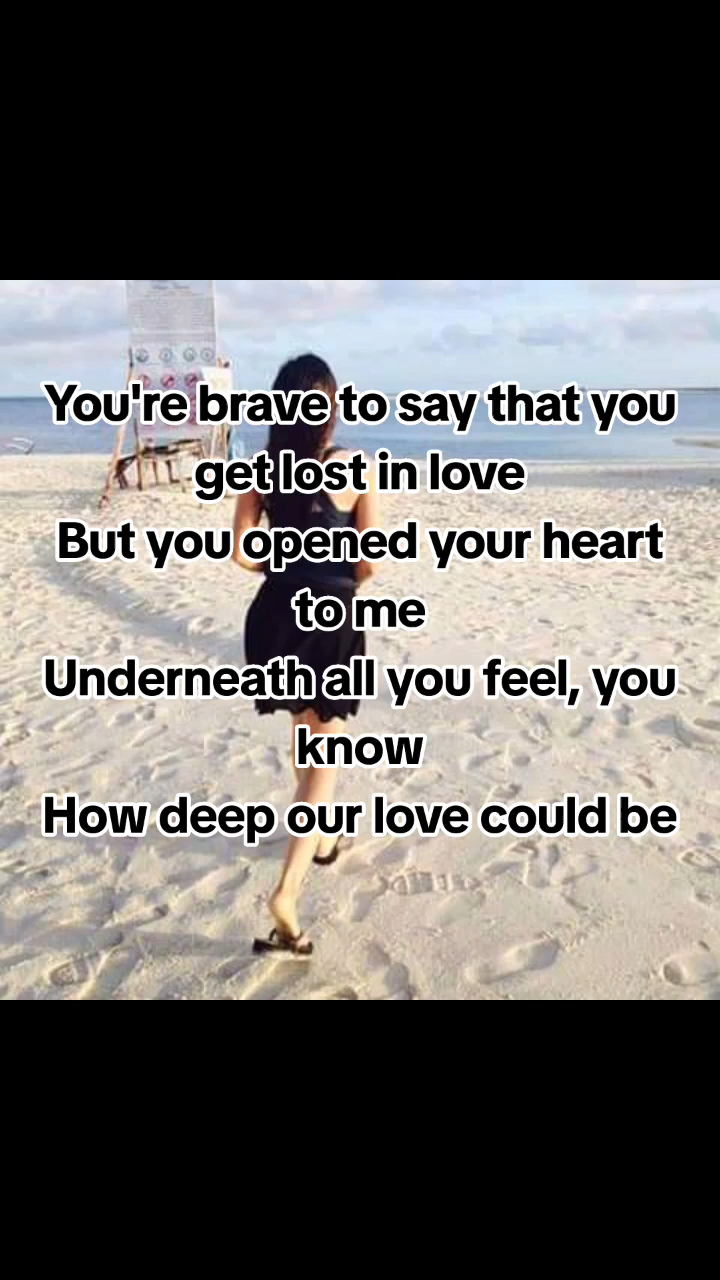 You're brave to say that you
get lost in love
But you opened your heart
to me
Underneath all you feel, you
know
How deep our love could be